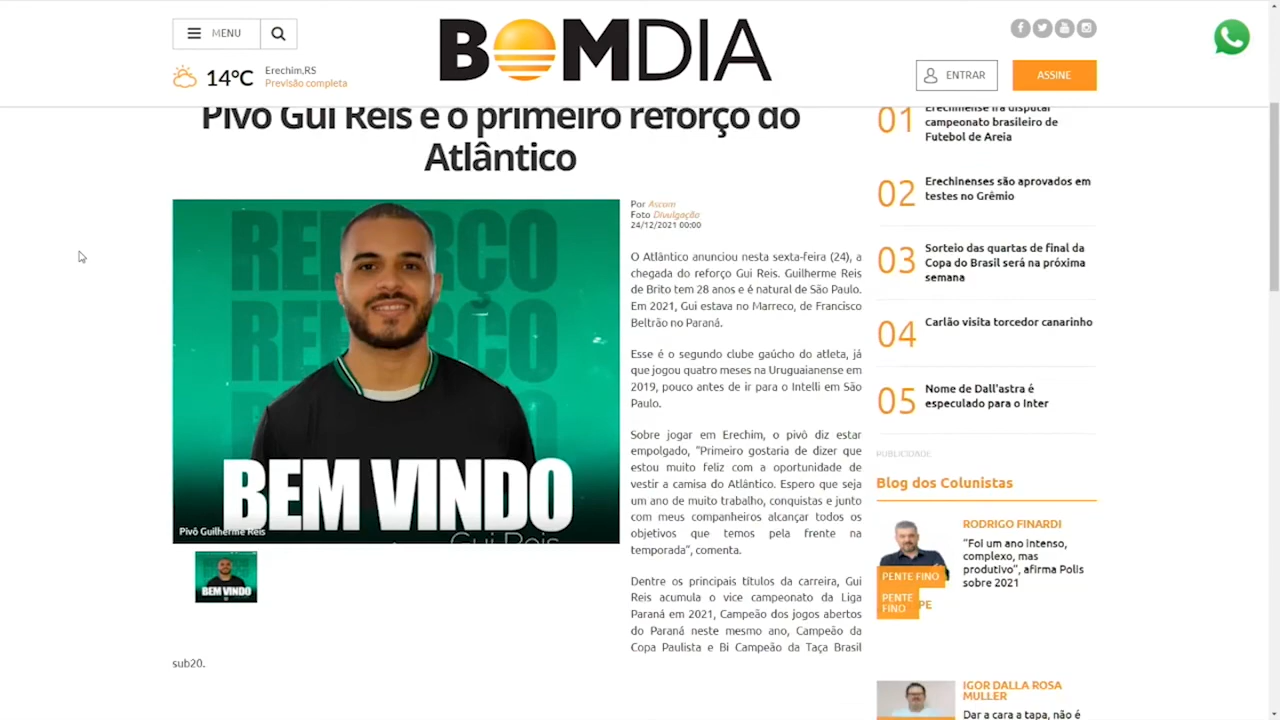 MENU
BOMDIA
14°C
Erechim,RS
Previsão completa
ENTRAR
ASSINE
Pivô Gui Reis é o primeiro reforço do
Atlântico
REFORÇO
REFORÇO
BEM VINDO
Gui Reis
Pivô Guilherme Reis
BEM VINDO
Por Ascom
Foto Divulgação
24/12/2021 00:00
O Atlântico anunciou nesta sexta-feira (24), a
chegada do reforço Gui Reis. Guilherme Reis
de Brito tem 28 anos e é natural de São Paulo.
Em 2021, Gui estava no Marreco, de Francisco
Beltrão no Paraná.
Esse é o segundo clube gaúcho do atleta, já
que jogou quatro meses na Uruguaianense em
2019, pouco antes de ir para o Intelli em São
Paulo.
Sobre jogar em Erechim, o pivô diz estar
empolgado, "Primeiro gostaria de dizer que
estou muito feliz com a oportunidade de
vestir a camisa do Atlântico. Espero que seja
um ano de muito trabalho, conquistas e junto
com meus companheiros alcançar todos os
objetivos que temos pela frente na
temporada", comenta.
Dentre os principais títulos da carreira, Gui
Reis acumula o vice campeonato da Liga
Paraná em 2021, Campeão dos jogos abertos
do Paraná neste mesmo ano, Campeão da
Copa Paulista e Bi Campeão da Taça Brasil
sub20.
01
Erechinense irá disputar
campeonato brasileiro de
Futebol de Areia
02
Erechinenses são aprovados em
testes no Grêmio
03
Sorteio das quartas de final da
Copa do Brasil será na próxima
semana
04
Carlão visita torcedor canarinho
05
Nome de Dall'astra é
especulado para o Inter
PUBLICIDADE
Blog dos Colunistas
RODRIGO FINARDI
"Foi um ano intenso,
complexo, mas
produtivo", afirma Polis
sobre 2021
PENTE FINO
PENTE
FINO
PE
IGOR DALLA ROSA
MULLER
Dar a cara a tapa, não é